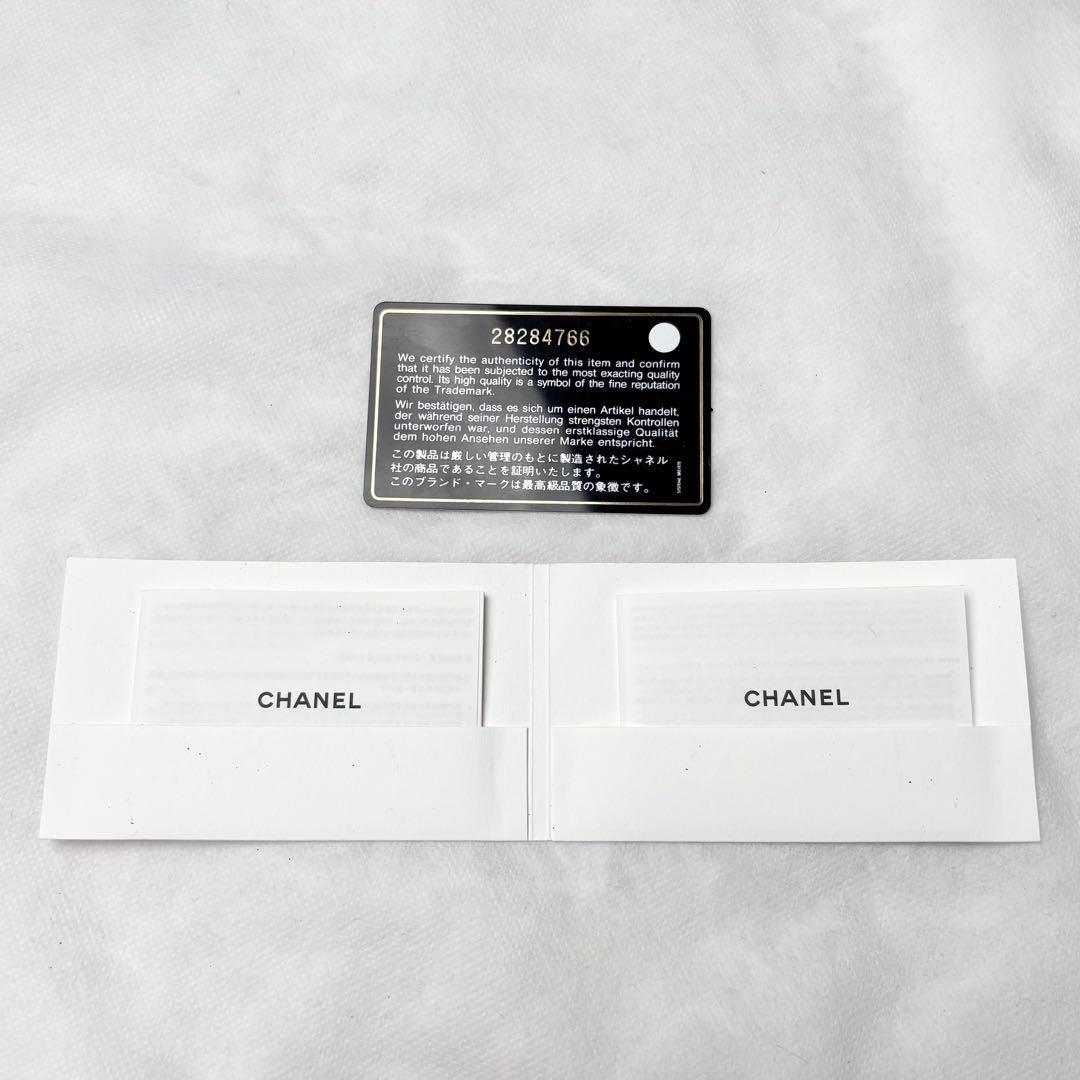 28284766
We certify the authenticity of this item and confirm
that it has been subjected to the most exacting quality
control. Its high quality is a symbol of the fine reputation
of the Trademark.
Wir bestätigen, dass es sich um einen Artikel handelt,
der während seiner Herstellung strengsten Kontrollen
unterworfen war, und dessen erstklassige Qualität
dem hohen Ansehen unserer Marke entspricht.
この製品は厳しい管理のもとに製造されたシャネル
社の商品であることを証明いたします。
このブランド・マークは最高級品質の象徴です。
CHANEL
CHANEL